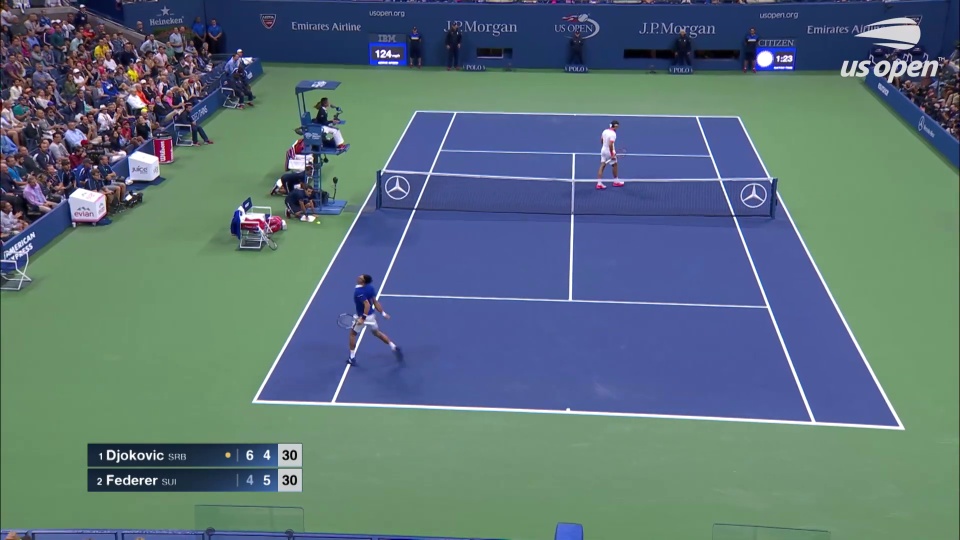 Heineken
Emirates Airline
usopen.org
J.P.Morgan
US OPEN
J.P.Morgan
usopen.org
Emirates Airline
IBM
124 mph
POLO
POLO
POLO
CITIZEN
1:23
us open
Wilson
evian
AMERICAN
EXPRESS
1 Djokovic SRB 6 4 30
2 Federer SUI 4 5 30